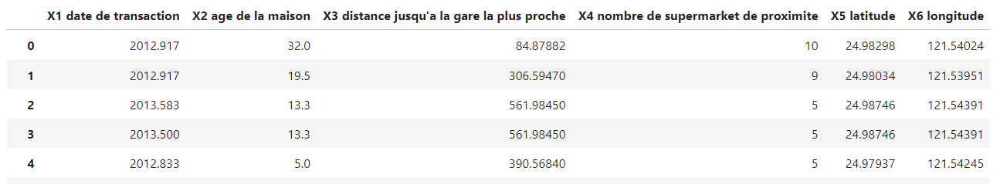 X1 date de transaction X2 age de la maison X3 distance jusqu'a la gare la plus proche X4 nombre de supermarket de proximite X5 latitude X6 longitude
0 2012.917 32.0 84.87882 10 24.98298 121.54024
1 2012.917 19.5 306.59470 9 24.98034 121.53951
2 2013.583 13.3 561.98450 5 24.98746 121.54391
3 2013.500 13.3 561.98450 5 24.98746 121.54391
4 2012.833 5.0 390.56840 5 24.97937 121.54245